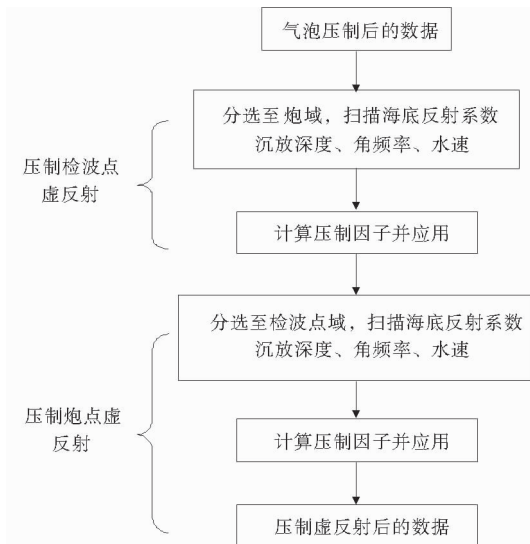 气泡压制后的数据
分选至炮域，扫描海底反射系数
沉放深度、角频率、水速
压制检波点
虚反射
计算压制因子并应用
分选至检波点域，扫描海底反射系数
沉放深度、角频率、水速
压制炮点虚
反射
计算压制因子并应用
压制虚反射后的数据